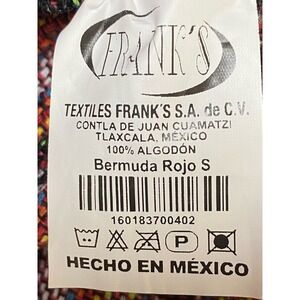 FRANK'S
TEXTILES FRANK'S S.A. de C.V.
CONTLA DE JUAN CUAMATZI
TLAXCALA, MÉXICO
100% ALGODÓN
Bermuda Rojo S
160183700402
P
HECHO EN MÉXICO